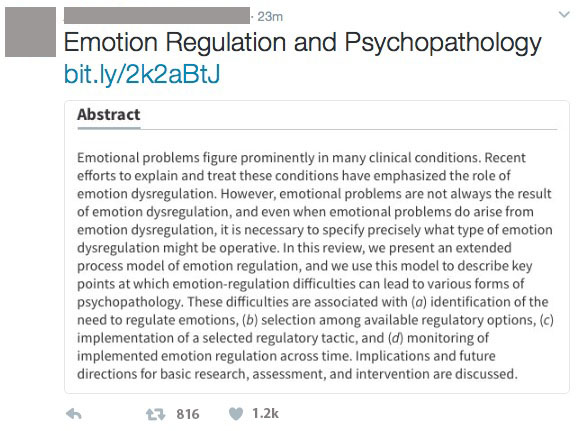 · 23m
Emotion Regulation and Psychopathology
bit.ly/2k2aBtJ
Abstract
Emotional problems figure prominently in many clinical conditions. Recent
efforts to explain and treat these conditions have emphasized the role of
emotion dysregulation. However, emotional problems are not always the result
of emotion dysregulation, and even when emotional problems do arise from
emotion dysregulation, it is necessary to specify precisely what type of emotion
dysregulation might be operative. In this review, we present an extended
process model of emotion regulation, and we use this model to describe key
points at which emotion-regulation difficulties can lead to various forms of
psychopathology. These difficulties are associated with (a) identification of the
need to regulate emotions, (b) selection among available regulatory options, (c)
implementation of a selected regulatory tactic, and (d) monitoring of
implemented emotion regulation across time. Implications and future
directions for basic research, assessment, and intervention are discussed.
816 1.2k